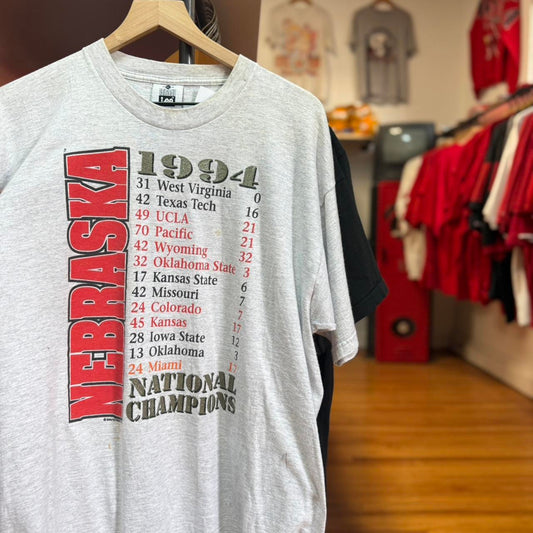 Lee
NEBRASKA
1994
31 West Virginia 0
42 Texas Tech 16
49 UCLA 21
70 Pacific 21
42 Wyoming 32
32 Oklahoma State 3
17 Kansas State 6
42 Missouri 7
24 Colorado 7
45 Kansas 17
28 Iowa State 12
13 Oklahoma 3
24 Miami 17
NATIONAL
CHAMPIONS